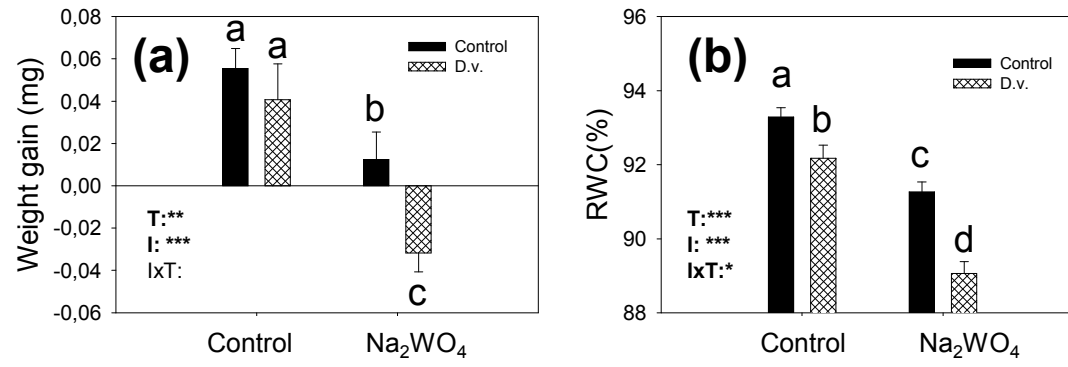 (a)
Weight gain (mg)
0,08
0,06
0,04
0,02
0,00
-0,02
-0,04
-0,06
a
a
b
c
Control
D.v.
T:**
I: ***
IxT:
Control
Na₂WO₄
(b)
RWC(%)
96
94
92
90
88
a
b
c
d
Control
D.v.
T:***
I: ***
IxT:*
Control
Na₂WO₄